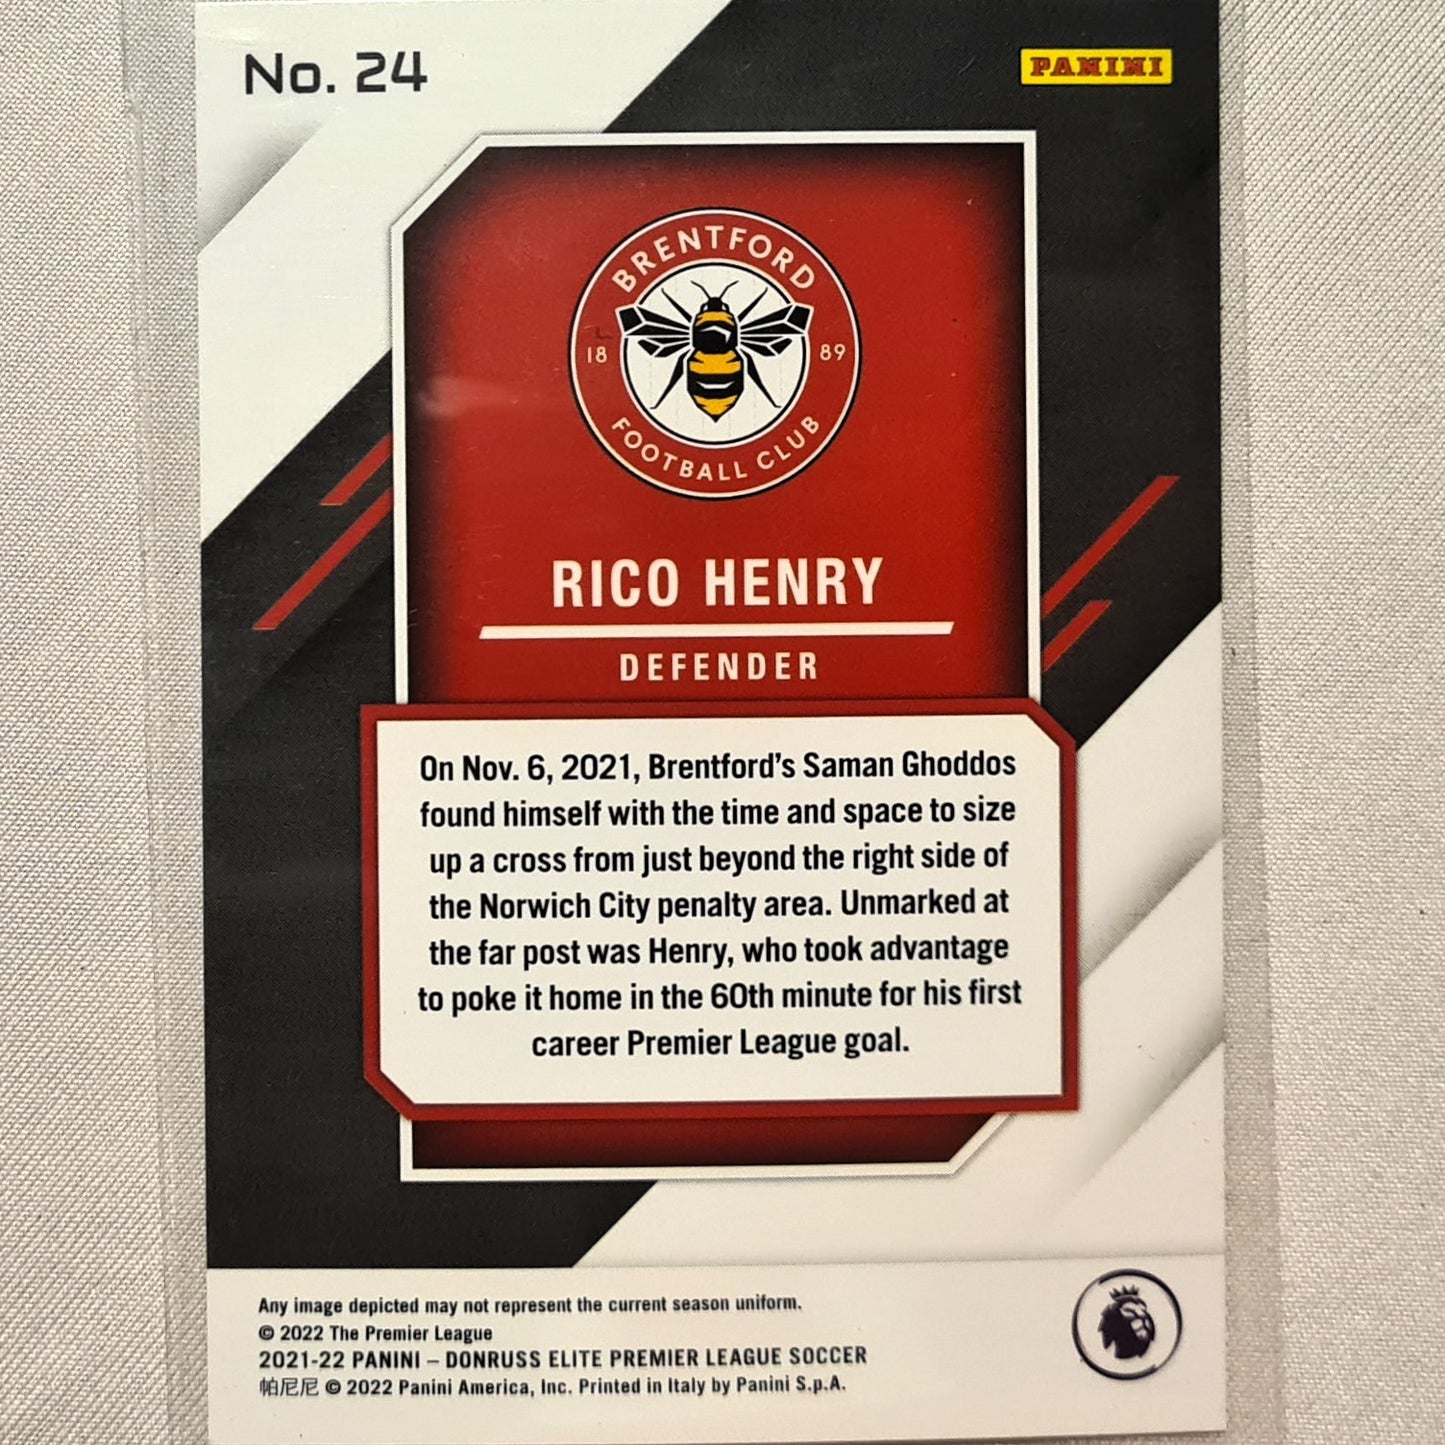 No. 24
PANINI
BRENTFORD
18 89
FOOTBALL CLUB
RICO HENRY
DEFENDER
On Nov. 6, 2021, Brentford's Saman Ghoddos
found himself with the time and space to size
up a cross from just beyond the right side of
the Norwich City penalty area. Unmarked at
the far post was Henry, who took advantage
to poke it home in the 60th minute for his first
career Premier League goal.
Any image depicted may not represent the current season uniform.
© 2022 The Premier League
2021-22 PANINI – DONRUSS ELITE PREMIER LEAGUE SOCCER
帕尼尼 © 2022 Panini America, Inc. Printed in Italy by Panini S.p.A.